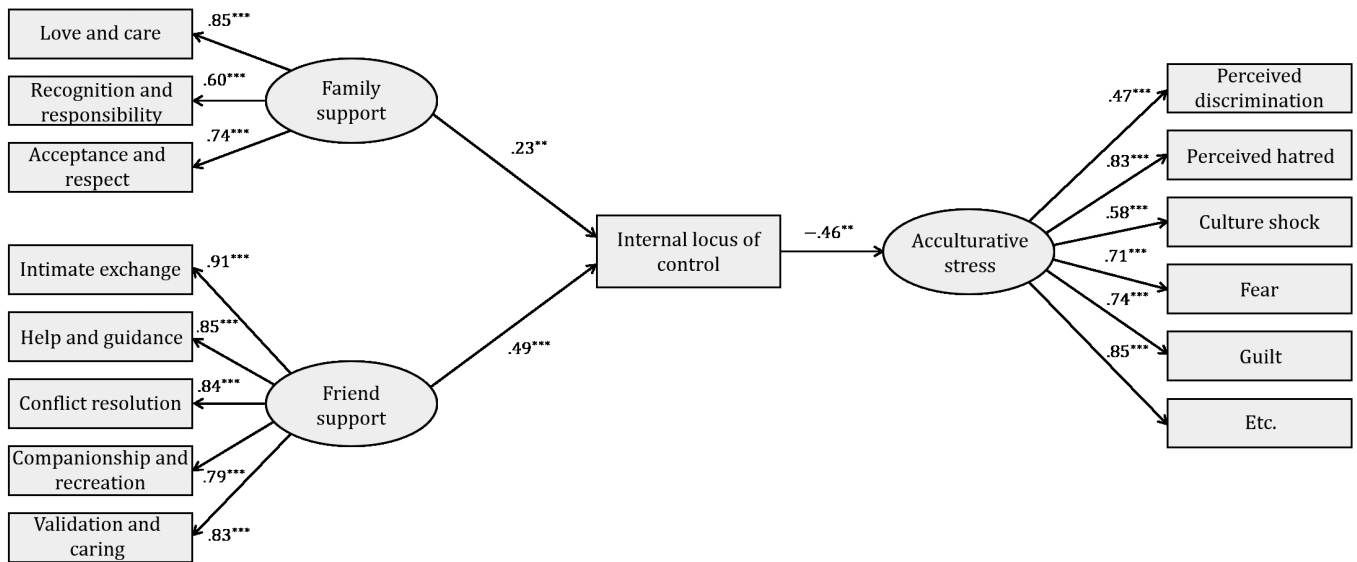 Love and care
.85***
Recognition and
responsibility
.60***
Acceptance and
respect
.74***
Family
support
.23**
Intimate exchange
.91***
Help and guidance
.85***
Conflict resolution
.84***
Companionship and
recreation
.79***
Validation and
caring
.83***
Friend
support
.49***
Internal locus of
control
−.46**
Acculturative
stress
.47***
Perceived
discrimination
.83***
Perceived hatred
.58***
Culture shock
.71***
Fear
.74***
Guilt
.85***
Etc.